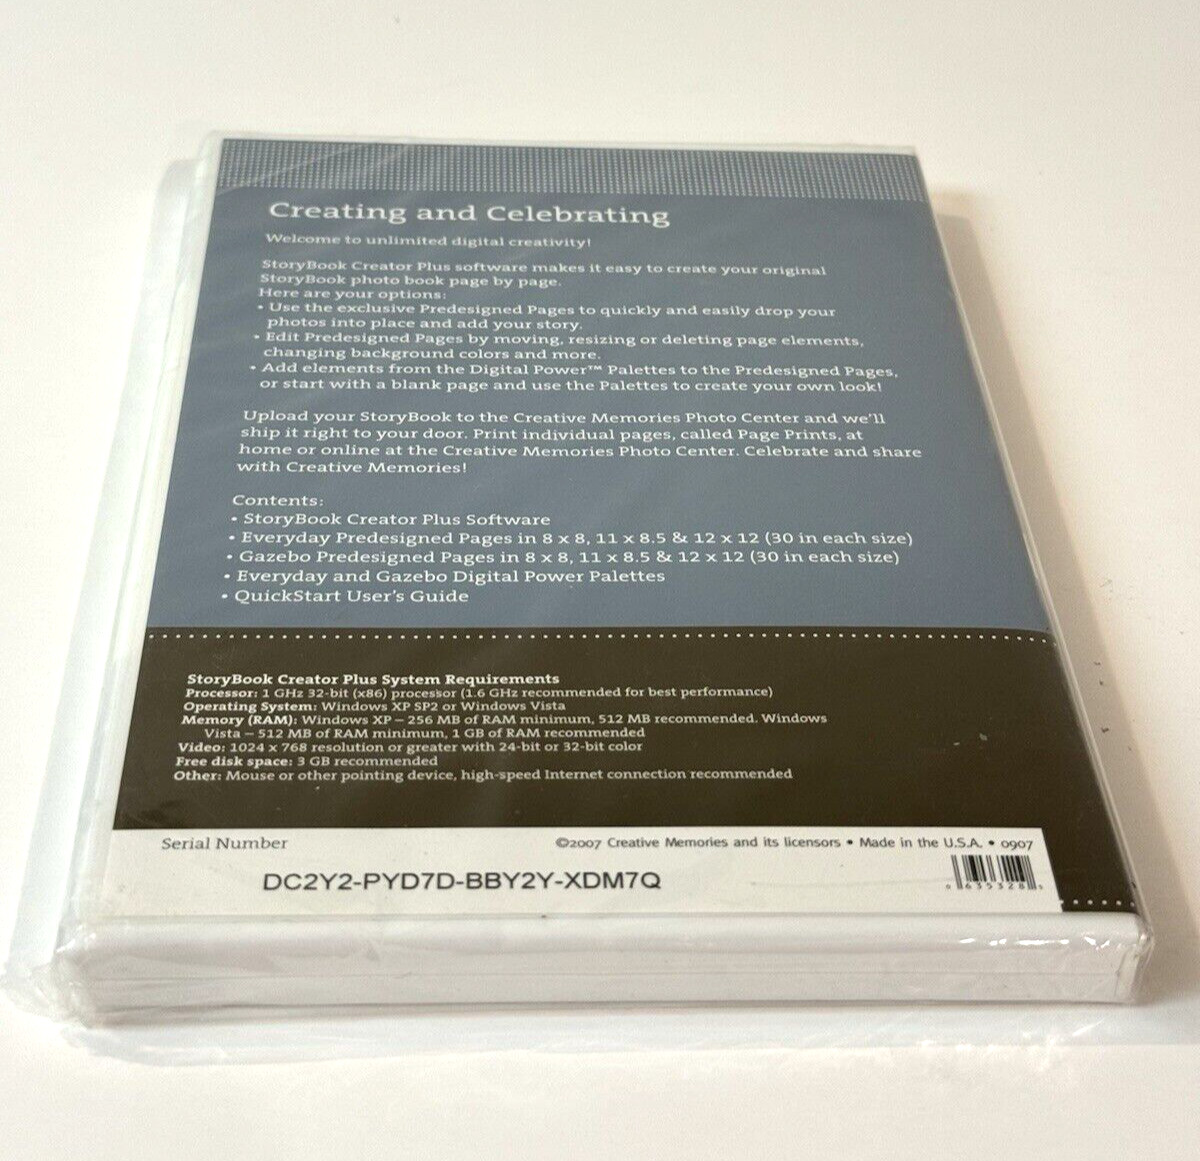 Creating and Celebrating
Welcome to unlimited digital creativity!
StoryBook Creator Plus software makes it easy to create your original
StoryBook photo book page by page.
Here are your options:
• Use the exclusive Predesigned Pages to quickly and easily drop your
photos into place and add your story.
• Edit Predesigned Pages by moving, resizing or deleting page elements,
changing background colors and more.
• Add elements from the Digital Power™ Palettes to the Predesigned Pages,
or start with a blank page and use the Palettes to create your own look!
Upload your StoryBook to the Creative Memories Photo Center and we'll
ship it right to your door. Print individual pages, called Page Prints, at
home or online at the Creative Memories Photo Center. Celebrate and share
with Creative Memories!
Contents:
• StoryBook Creator Plus Software
• Everyday Predesigned Pages in 8 x 8, 11 x 8.5 & 12 x 12 (30 in each size)
• Gazebo Predesigned Pages in 8 x 8, 11 x 8.5 & 12 x 12 (30 in each size)
• Everyday and Gazebo Digital Power Palettes
• QuickStart User's Guide
StoryBook Creator Plus System Requirements
Processor: 1 GHz 32-bit (x86) processor (1.6 GHz recommended for best performance)
Operating System: Windows XP SP2 or Windows Vista
Memory (RAM): Windows XP – 256 MB of RAM minimum, 512 MB recommended. Windows
Vista – 512 MB of RAM minimum, 1 GB of RAM recommended
Video: 1024 x 768 resolution or greater with 24-bit or 32-bit color
Free disk space: 3 GB recommended
Other: Mouse or other pointing device, high-speed Internet connection recommended
Serial Number
©2007 Creative Memories and its licensors • Made in the U.S.A. • 0907
DC2Y2-PYD7D-BBY2Y-XDM7Q
0 635328 5